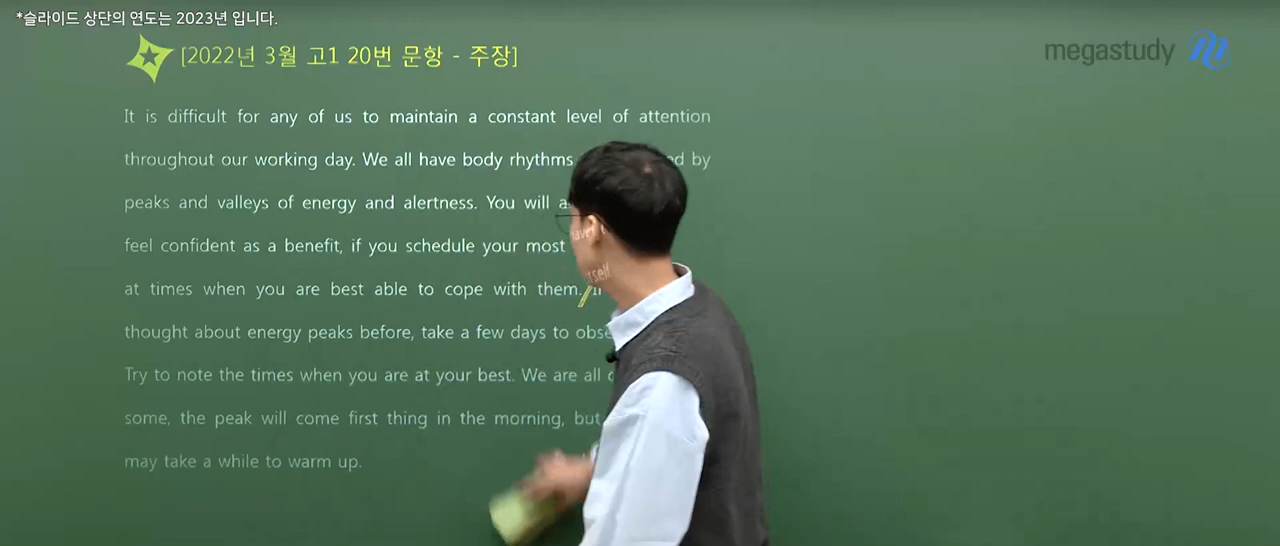 *슬라이드 상단의 연도는 2023년 입니다.
[2022년 3월 고1 20번 문항 - 주장]
megastudy
It is difficult for any of us to maintain a constant level of attention
throughout our working day. We all have body rhythms by
peaks and valleys of energy and alertness. You will
feel confident as a benefit, if you schedule your most
at times when you are best able to cope with them.
thought about energy peaks before, take a few days to
Try to note the times when you are at your best. We are all
some, the peak will come first thing in the morning, but
may take a while to warm up.